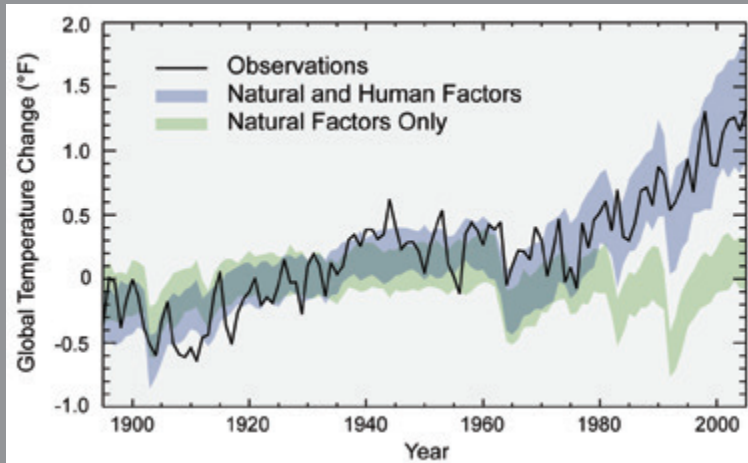 2.0
1.5
1.0
0.5
0
-0.5
-1.0
Global Temperature Change (°F)
Observations
Natural and Human Factors
Natural Factors Only
1900 1920 1940 1960 1980 2000
Year